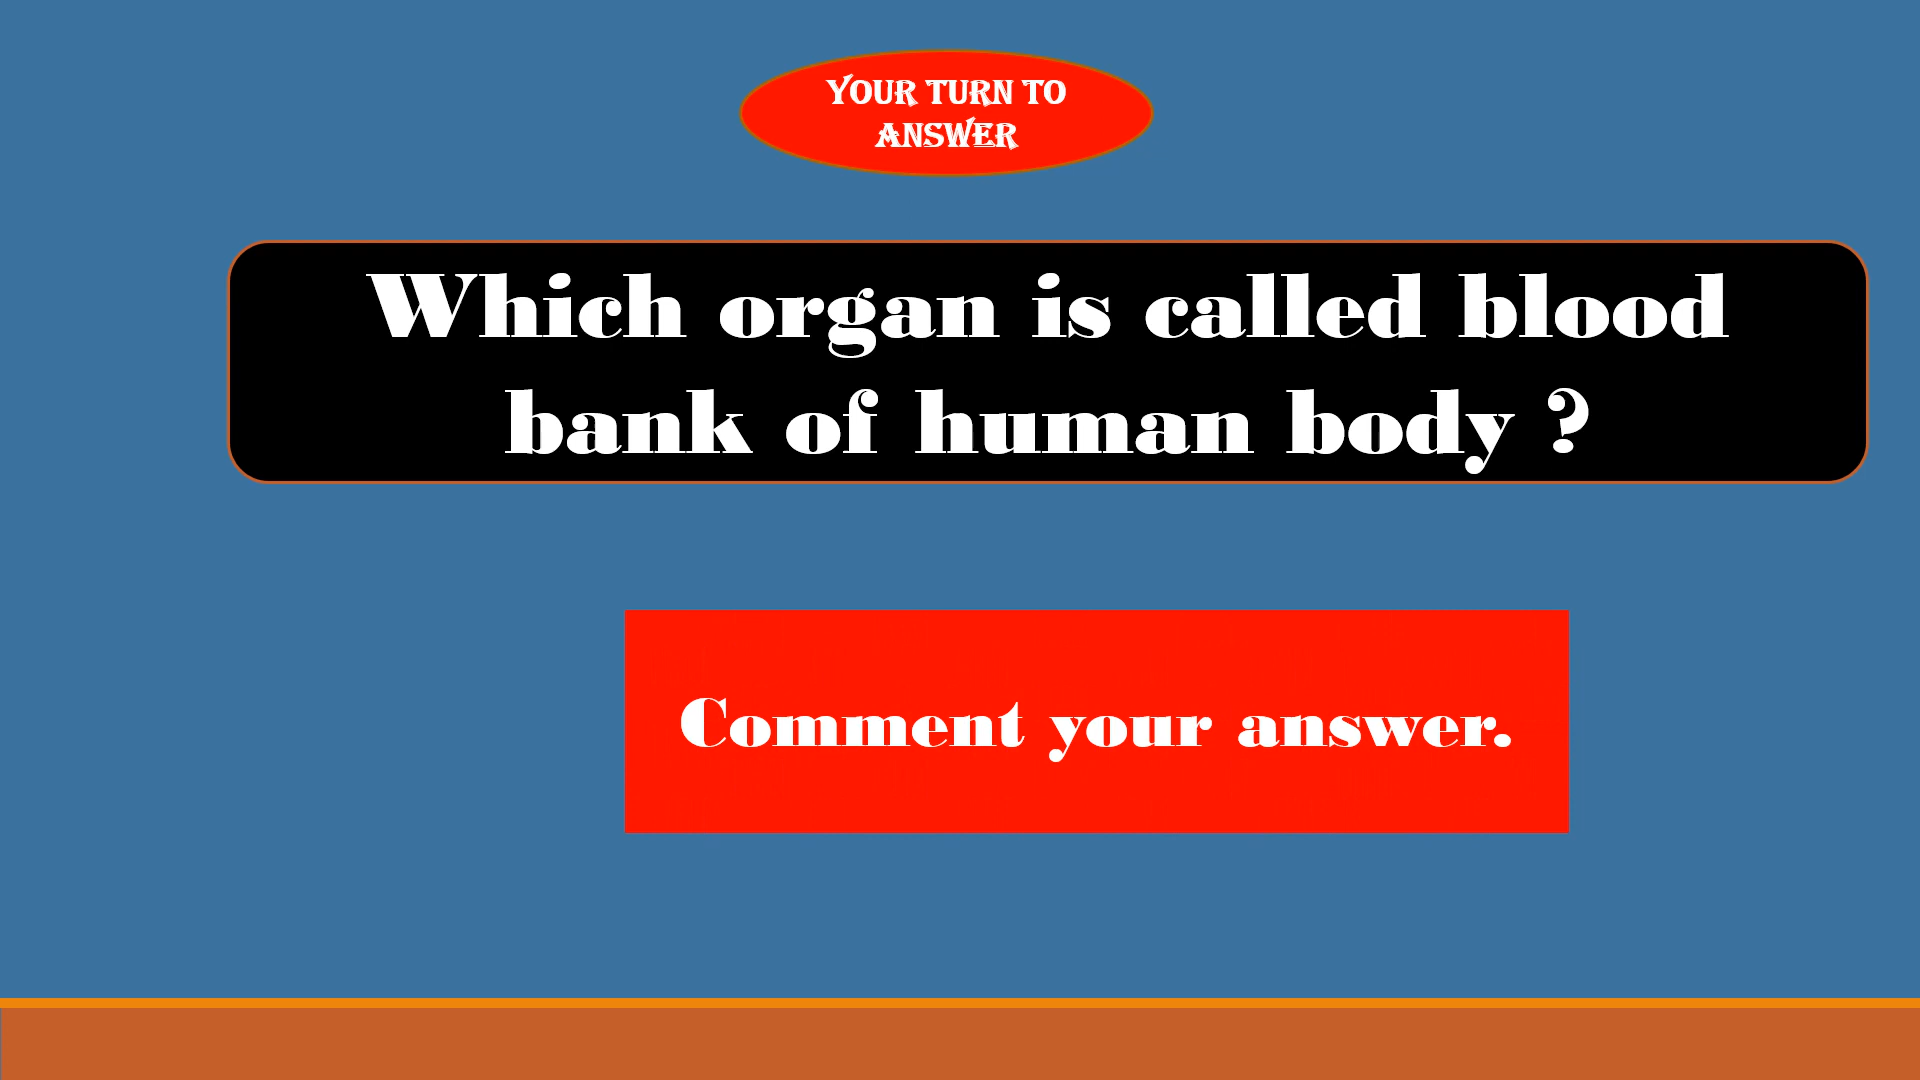 YOUR TURN TO
ANSWER
Which organ is called blood
bank of human body ?
Comment your answer.